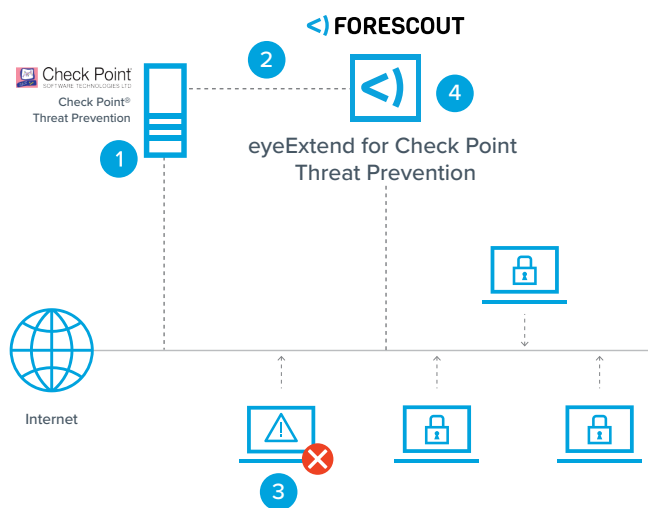 <) FORESCOUT
2
Check Point
SOFTWARE TECHNOLOGIES LTD
4
Check Point®
Threat Prevention
1
eyeExtend for Check Point
Threat Prevention
Internet
3